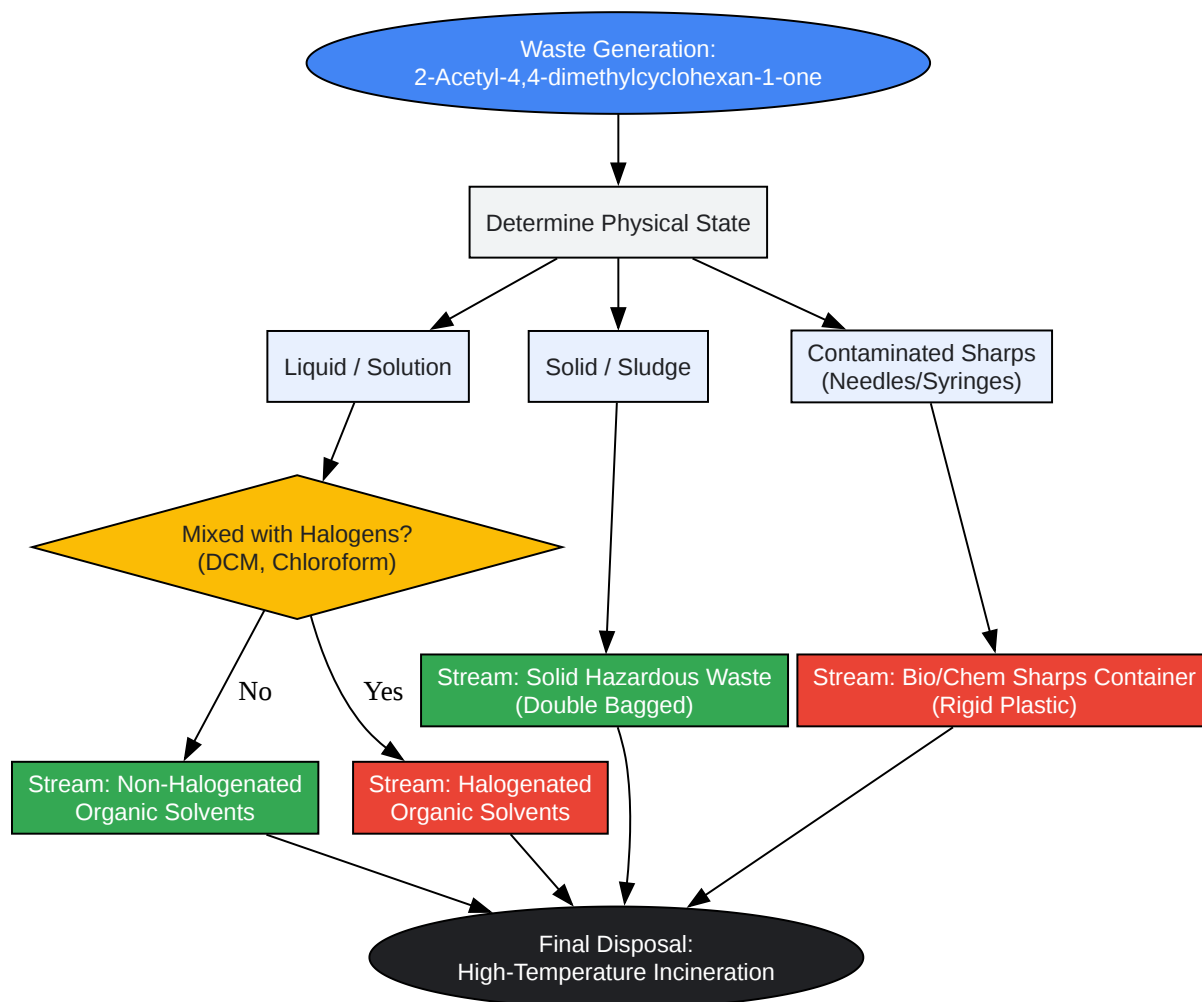 Waste Generation:
2-Acetyl-4,4-dimethylcyclohexan-1-one
Determine Physical State
Liquid / Solution
Solid / Sludge
Contaminated Sharps
(Needles/Syringes)
Mixed with Halogens?
(DCM, Chloroform)
No
Yes
Stream: Solid Hazardous Waste
(Double Bagged)
Stream: Bio/Chem Sharps Container
(Rigid Plastic)
Stream: Non-Halogenated
Organic Solvents
Stream: Halogenated
Organic Solvents
Final Disposal:
High-Temperature Incineration